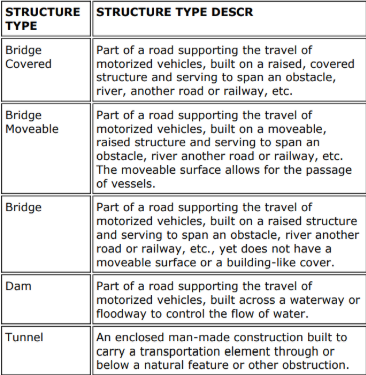 STRUCTURE TYPE STRUCTURE TYPE DESCR
Bridge Covered
Part of a road supporting the travel of
motorized vehicles, built on a raised, covered
structure and serving to span an obstacle,
river, another road or railway, etc.
Bridge Moveable
Part of a road supporting the travel of
motorized vehicles, built on a moveable,
raised structure and serving to span an
obstacle, river another road or railway, etc.
The moveable surface allows for the passage
of vessels.
Bridge
Part of a road supporting the travel of
motorized vehicles, built on a raised structure
and serving to span an obstacle, river another
road or railway, etc., yet does not have a
moveable surface or a building-like cover.
Dam
Part of a road supporting the travel of
motorized vehicles, built across a waterway or
floodway to control the flow of water.
Tunnel
An enclosed man-made construction built to
carry a transportation element through or
below a natural feature or other obstruction.